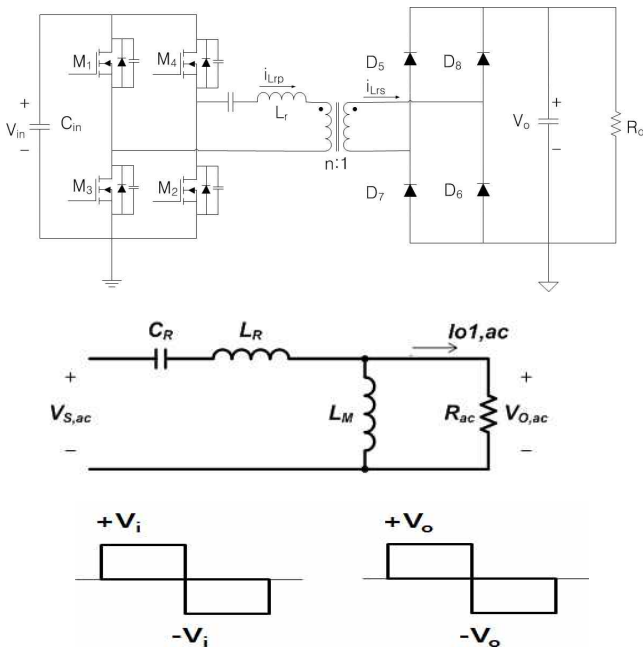 M1
M4
iLrp
iLrs
D5
D8
+
Vin
−
Cin
Lr
n:1
+
Vo
−
Ro
M3
M2
D7
D6
CR
LR
Io1,ac
+
VS,ac
−
LM
Rac
+
VO,ac
−
+Vi
−Vi
+Vo
−Vo